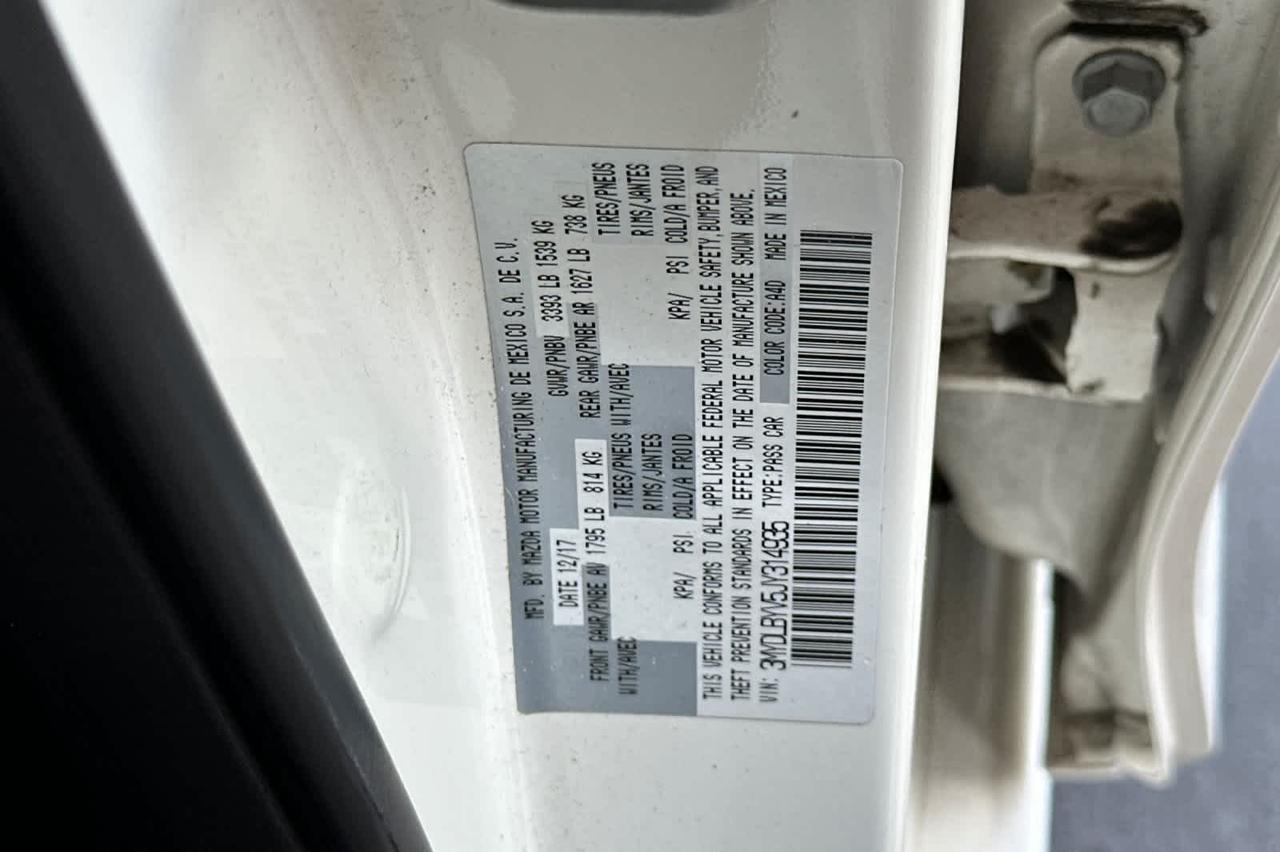 MFD. BY MAZDA MOTOR MANUFACTURING DE MEXICO S.A. DE C.V.
DATE 12/17 GVWR/PNBV 3393 LB 1539 KG
FRONT GAWR/PNBE AV 1795 LB 814 KG REAR GAWR/PNBE AR 1627 LB 738 KG
WITH/AVEC TIRES/PNEUS WITH/AVEC TIRES/PNEUS
RIMS/JANTES RIMS/JANTES
KPA/ PSI COLD/A FROID KPA/ PSI COLD/A FROID
THIS VEHICLE CONFORMS TO ALL APPLICABLE FEDERAL MOTOR VEHICLE SAFETY,BUMPER,AND
THEFT PREVENTION STANDARDS IN EFFECT ON THE DATE OF MANUFACTURE SHOWN ABOVE.
VIN: 3MYDLBYV5JY314935 TYPE:PASS CAR COLOR CODE:A4D MADE IN MEXICO